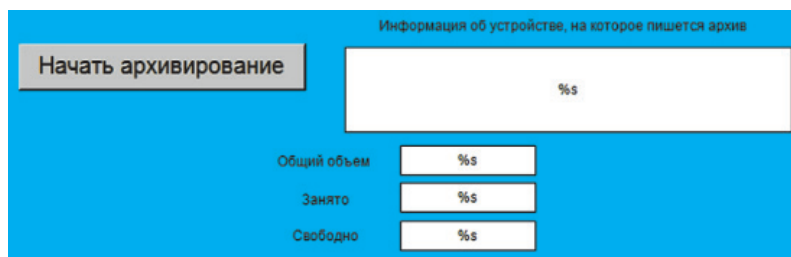 Информация об устройстве, на которое пишется архив
Начать архивирование
%s
Общий объем %s
Занято %s
Свободно %s